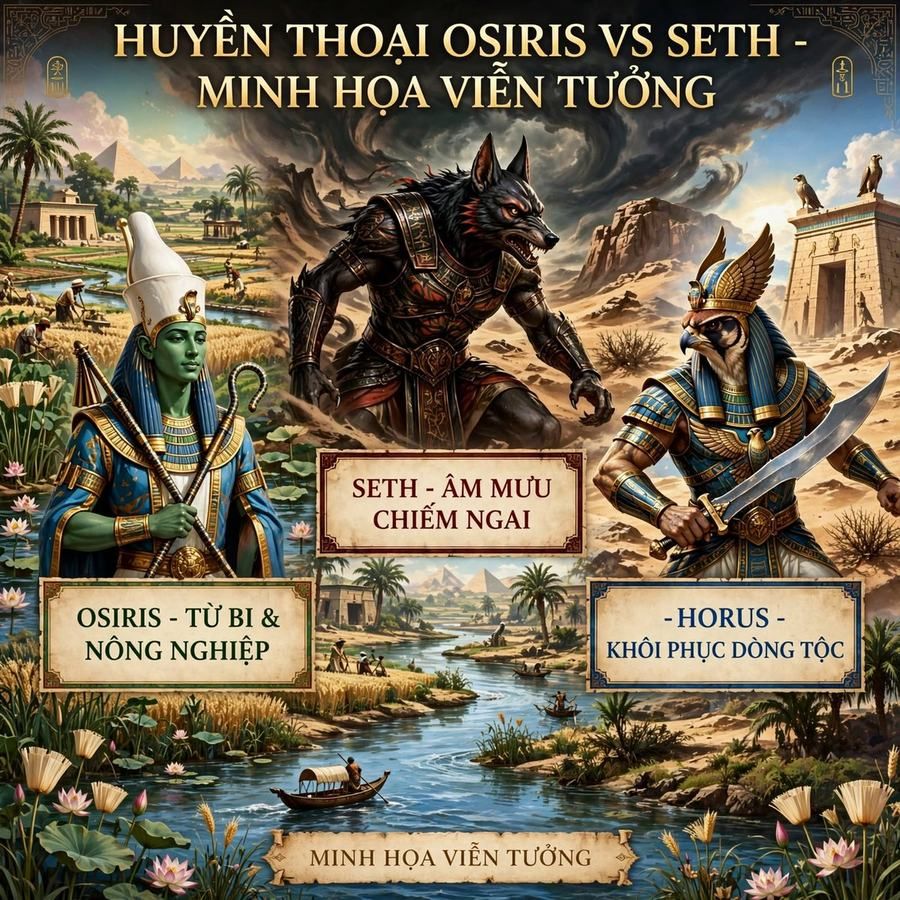 HUYỀN THOẠI OSIRIS VS SETH -
MINH HỌA VIỄN TƯỞNG
SETH - ÂM MƯU
CHIẾM NGAI
OSIRIS - TỪ BI &
NÔNG NGHIỆP
- HORUS -
KHÔI PHỤC DÒNG TỘC
MINH HỌA VIỄN TƯỞNG